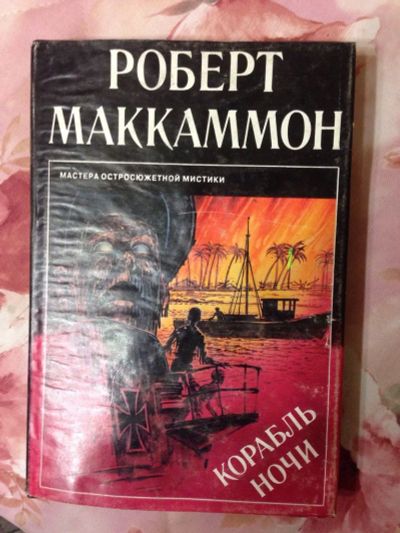 РОБЕРТ
МАККАММОН
МАСТЕРА ОСТРОСЮЖЕТНОЙ МИСТИКИ
КОРАБЛЬ
НОЧИ